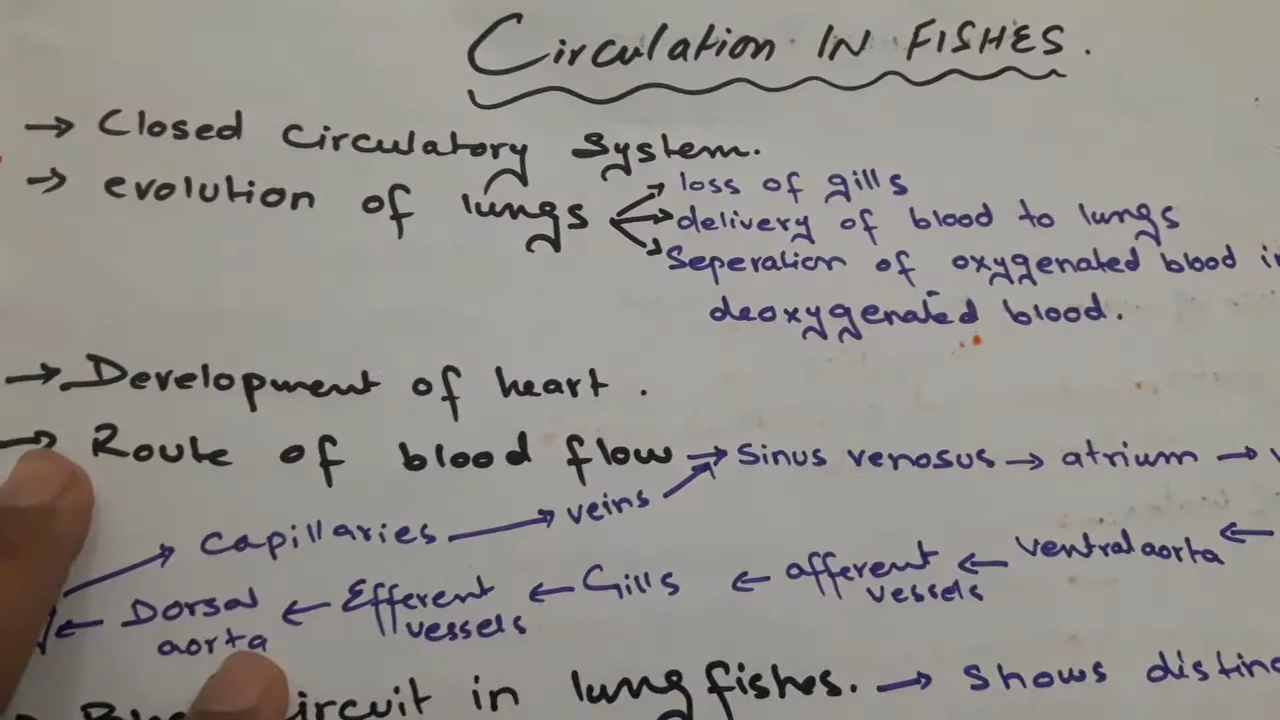 Circulation IN FISHES.
→ Closed Circulatory System.
→ evolution of lungs → loss of gills
→ delivery of blood to lungs
→ Seperation of oxygenated blood
deoxygenated blood.
→ Development of heart.
→ Route of blood flow → Sinus venosus → atrium →
capillaries → veins
Dorsal aorta ← Efferent vessels ← Gills ← afferent vessels ← ventral aorta ←
in lung fishes. → Shows